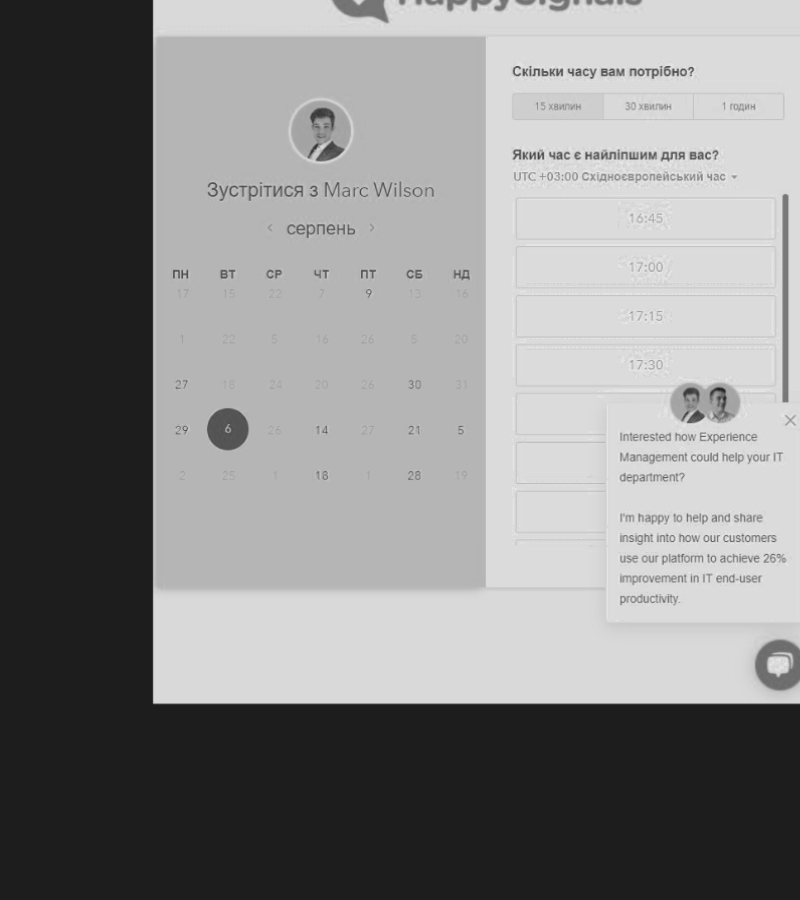 HappySignals
Зустрітися з Marc Wilson
серпень
ПН ВТ СР ЧТ ПТ СБ НД
17 15 22 7 9 13 16
1 22 5 16 26 5 20
27 18 24 20 26 30 31
29 6 26 14 27 21 5
2 25 1 18 1 28 19
Скільки часу вам потрібно?
15 хвилин 30 хвилин 1 годин
Який час є найліпшим для вас?
UTC +03:00 Східноєвропейський час
16:45
17:00
17:15
17:30
Interested how Experience
Management could help your IT
department?
I'm happy to help and share
insight into how our customers
use our platform to achieve 26%
improvement in IT end-user
productivity.